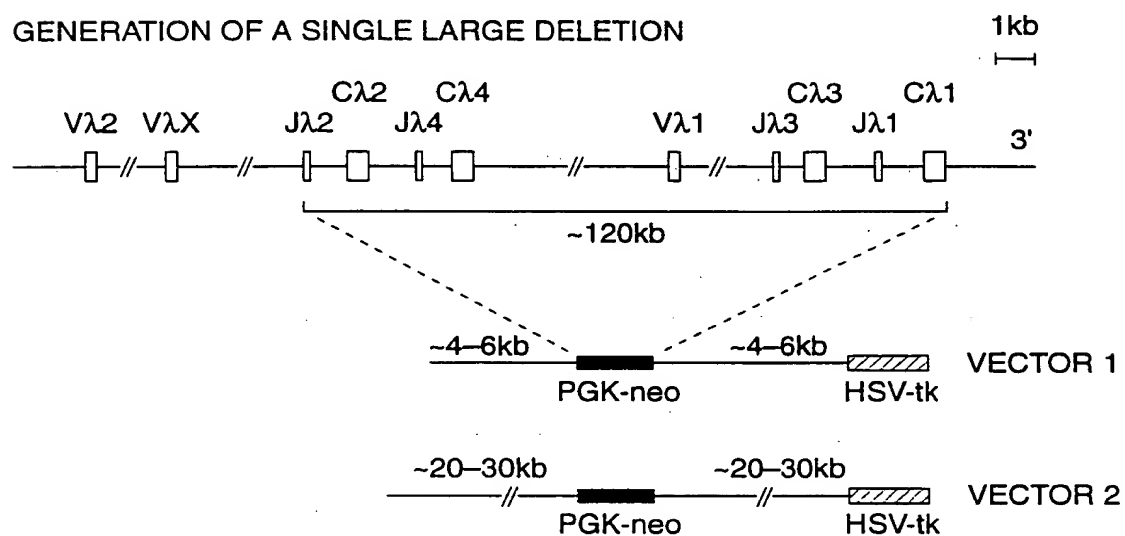 GENERATION OF A SINGLE LARGE DELETION
1kb
Cλ2 Cλ4 Cλ3 Cλ1
Vλ2 VλX Jλ2 Jλ4 Vλ1 Jλ3 Jλ1
3'
~120kb
~4–6kb ~4–6kb
VECTOR 1
PGK-neo HSV-tk
~20–30kb ~20–30kb
VECTOR 2
PGK-neo HSV-tk